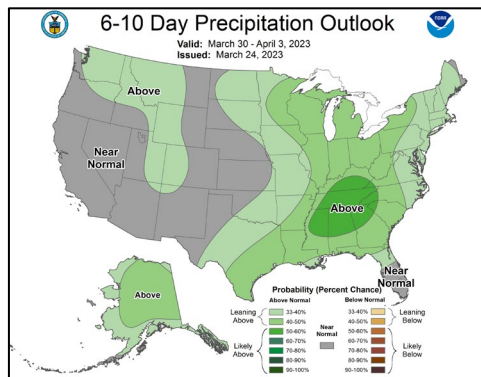 6-10 Day Precipitation Outlook
Valid: March 30 - April 3, 2023
Issued: March 24, 2023
Above
Near
Normal
Above
Above
Near
Normal
Probability (Percent Chance)
Above Normal
Below Normal
Leaning
Above
33-40%
40-50%
50-60%
Likely
Above
60-70%
70-80%
80-90%
90-100%
Near
Normal
33-40%
40-50%
50-60%
60-70%
70-80%
80-90%
90-100%
Leaning
Below
Likely
Below